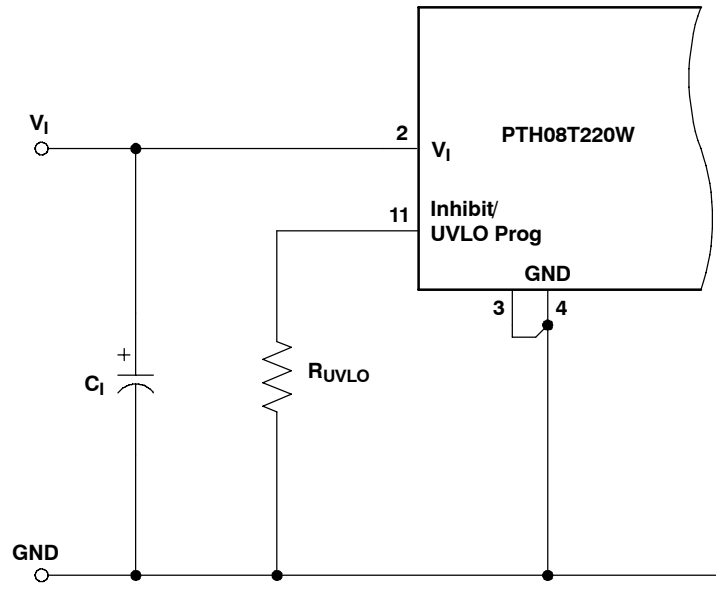 V_I
2
V_I
PTH08T220W
11
Inhibit/
UVLO Prog
GND
3
4
+
C_I
R_UVLO
GND